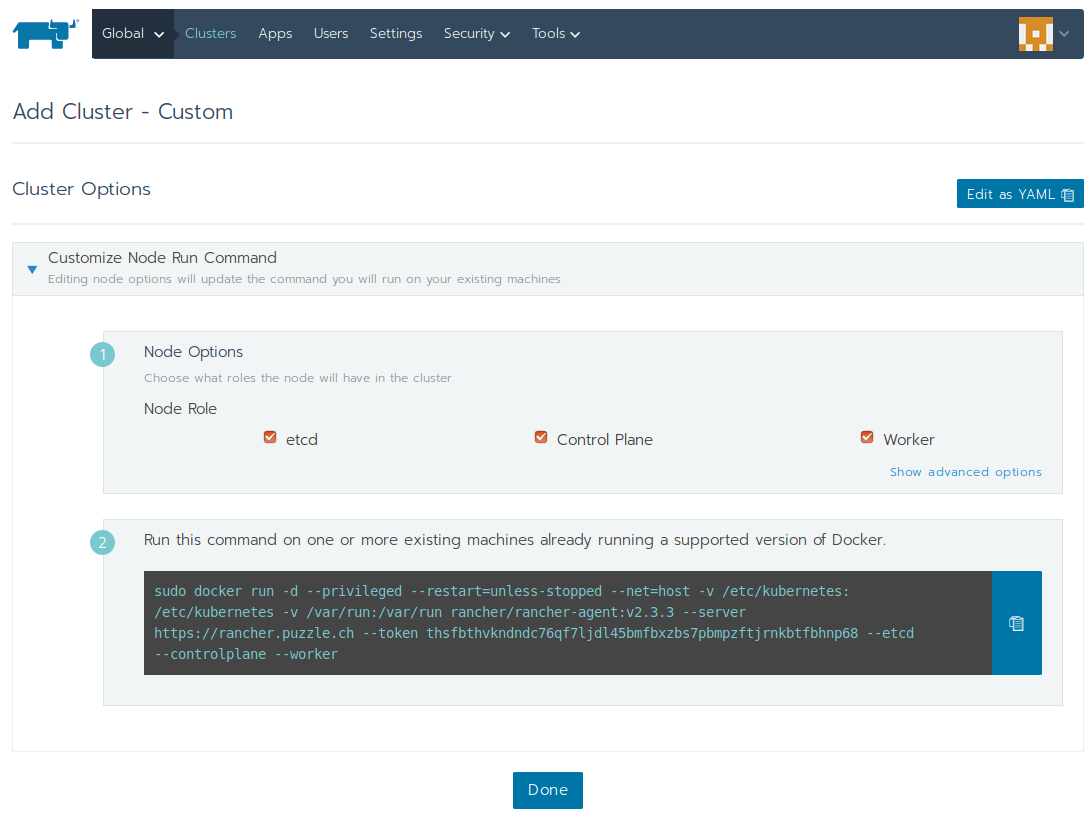 Global Clusters Apps Users Settings Security Tools
Add Cluster - Custom
Cluster Options
Edit as YAML
Customize Node Run Command
Editing node options will update the command you will run on your existing machines
1
Node Options
Choose what roles the node will have in the cluster
Node Role
etcd Control Plane Worker
Show advanced options
2
Run this command on one or more existing machines already running a supported version of Docker.
sudo docker run -d --privileged --restart=unless-stopped --net=host -v /etc/kubernetes:
/etc/kubernetes -v /var/run:/var/run rancher/rancher-agent:v2.3.3 --server
https://rancher.puzzle.ch --token thsfbthvkndndc76qf7ljdl45bmfbxzbs7pbmpzftjrnkbtfbhnp68 --etcd
--controlplane --worker
Done